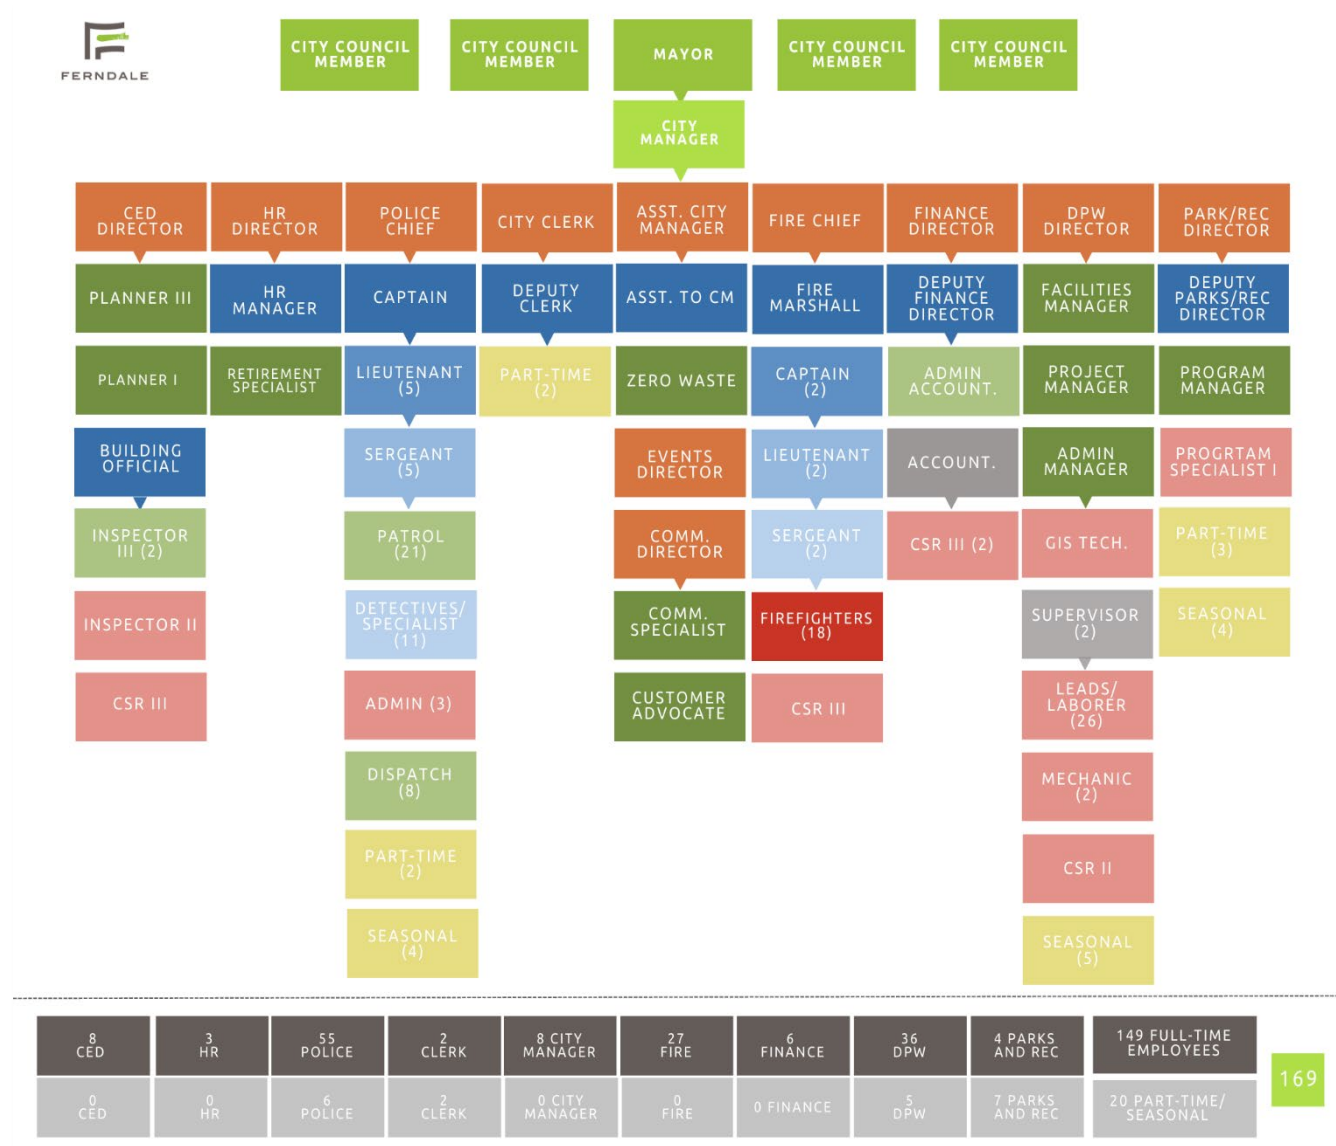 FERNDALE
CITY COUNCIL
MEMBER
CITY COUNCIL
MEMBER
MAYOR
CITY COUNCIL
MEMBER
CITY COUNCIL
MEMBER
CITY
MANAGER
CED
DIRECTOR
HR
DIRECTOR
POLICE
CHIEF
CITY CLERK
ASST. CITY
MANAGER
FIRE CHIEF
FINANCE
DIRECTOR
DPW
DIRECTOR
PARK/REC
DIRECTOR
PLANNER III
HR
MANAGER
CAPTAIN
DEPUTY
CLERK
ASST. TO CM
FIRE
MARSHALL
DEPUTY
FINANCE
DIRECTOR
FACILITIES
MANAGER
DEPUTY
PARKS/REC
DIRECTOR
PLANNER I
RETIREMENT
SPECIALIST
LIEUTENANT
(5)
PART-TIME
(2)
ZERO WASTE
CAPTAIN
(2)
ADMIN
ACCOUNT.
PROJECT
MANAGER
PROGRAM
MANAGER
BUILDING
OFFICIAL
SERGEANT
(5)
EVENTS
DIRECTOR
LIEUTENANT
(2)
ACCOUNT.
ADMIN
MANAGER
PROGRTAM
SPECIALIST I
INSPECTOR
III (2)
PATROL
(21)
COMM.
DIRECTOR
SERGEANT
(2)
CSR III (2)
GIS TECH.
PART-TIME
(3)
INSPECTOR II
DETECTIVES/
SPECIALIST
(11)
COMM.
SPECIALIST
FIREFIGHTERS
(18)
SUPERVISOR
(2)
SEASONAL
(4)
CSR III
ADMIN (3)
CUSTOMER
ADVOCATE
CSR III
LEADS/
LABORER
(26)
DISPATCH
(8)
MECHANIC
(2)
PART-TIME
(2)
CSR II
SEASONAL
(4)
SEASONAL
(5)
8
CED
3
HR
55
POLICE
2
CLERK
8 CITY
MANAGER
27
FIRE
6
FINANCE
36
DPW
4 PARKS
AND REC
149 FULL-TIME
EMPLOYEES
0
CED
0
HR
6
POLICE
2
CLERK
0 CITY
MANAGER
0
FIRE
0 FINANCE
5
DPW
7 PARKS
AND REC
20 PART-TIME/
SEASONAL
169